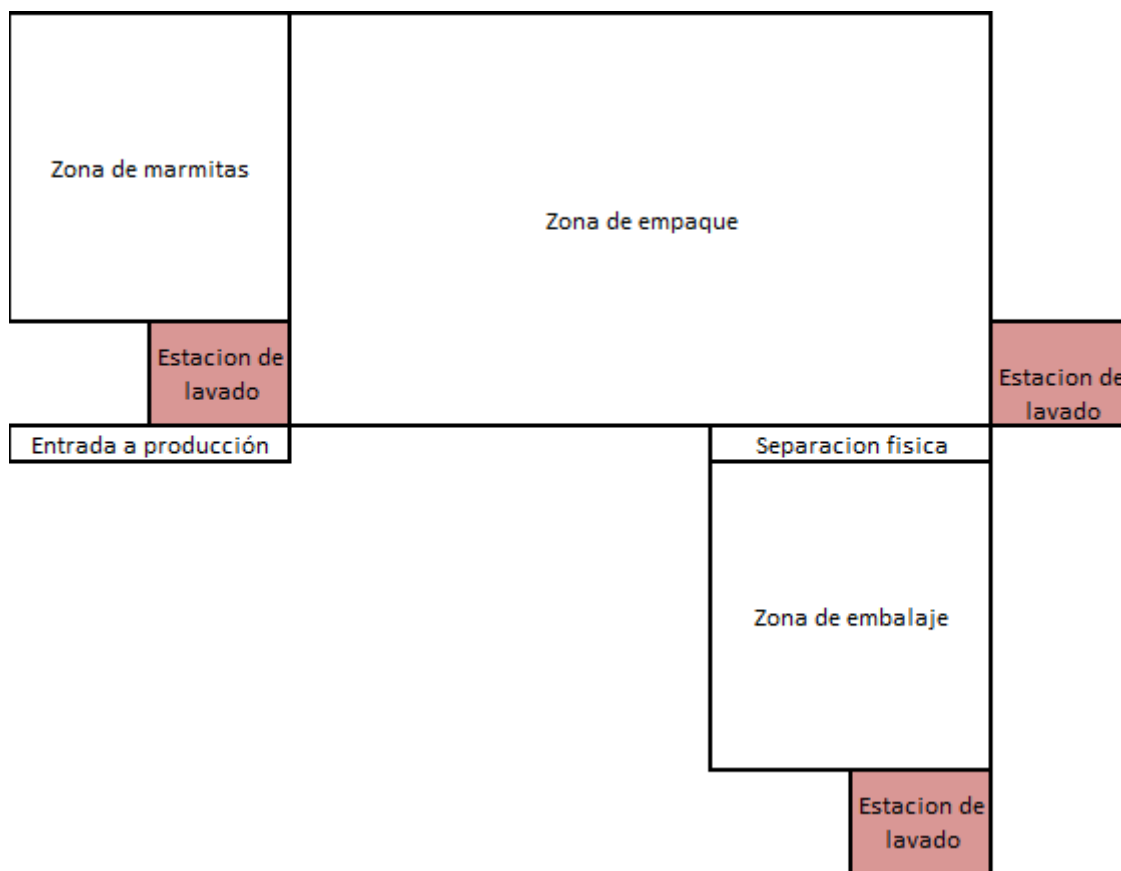 Zona de marmitas
Zona de empaque
Estacion de
lavado
Estacion de
lavado
Entrada a producción
Separacion fisica
Zona de embalaje
Estacion de
lavado